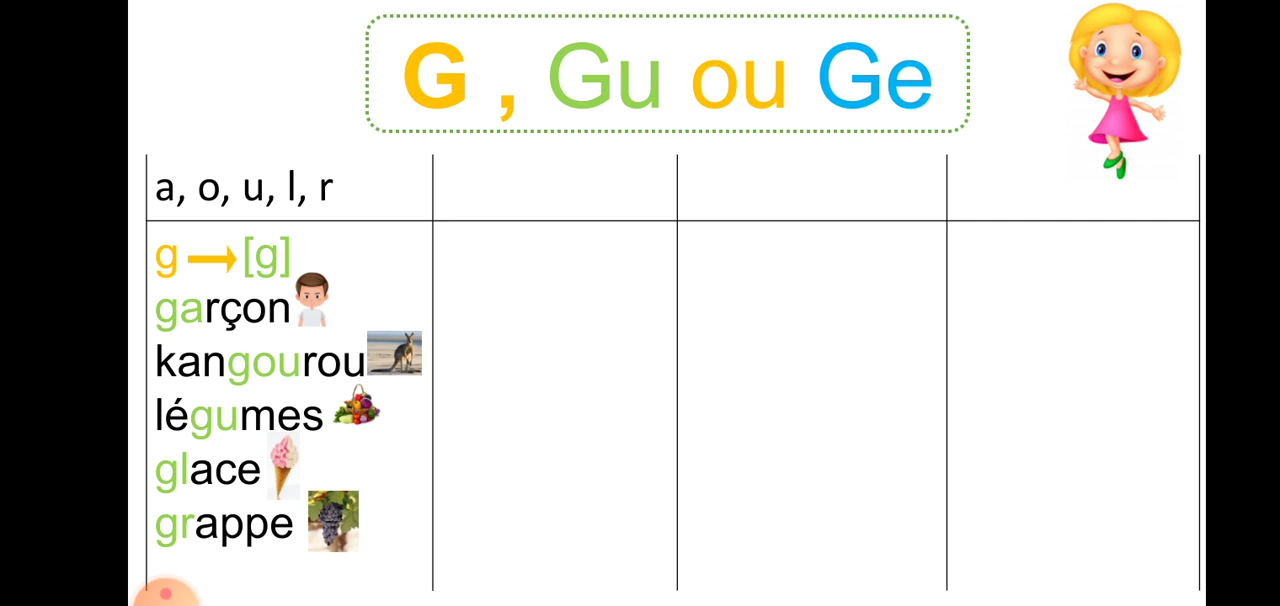 G , Gu ou Ge
a, o, u, l, r
g → [g]
garçon
kangourou
légumes
glace
grappe